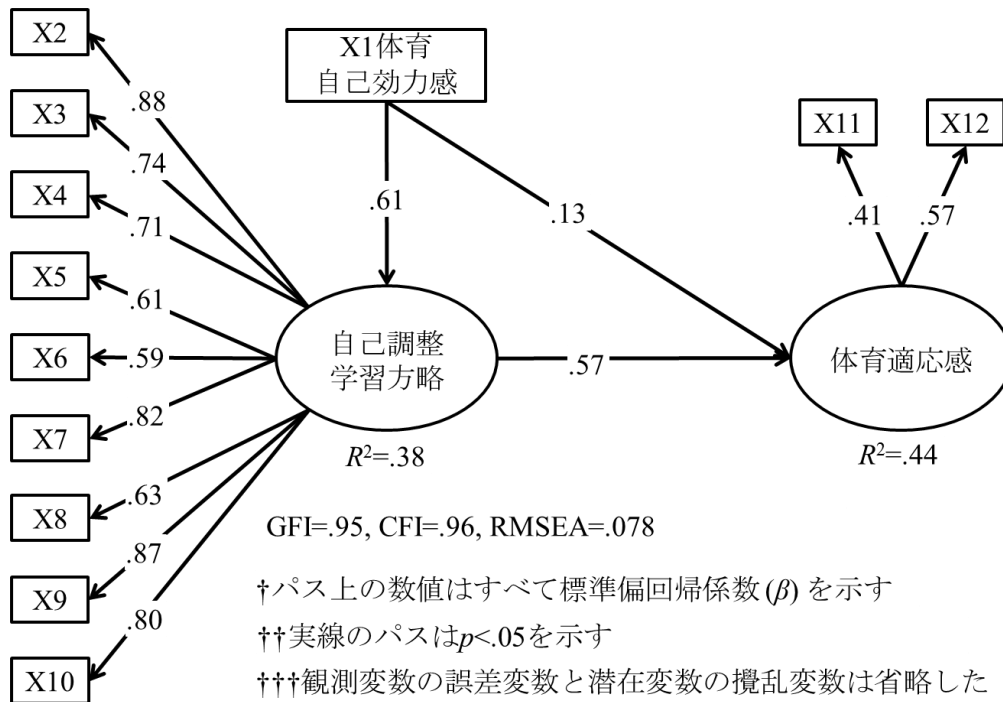 X2
X3
X4
X5
X6
X7
X8
X9
X10
.88
.74
.71
.61
.59
.82
.63
.87
.80
X1体育
自己効力感
.61
.13
X11
X12
.41
.57
自己調整
学習方略
.57
体育適応感
R²=.38
R²=.44
GFI=.95, CFI=.96, RMSEA=.078
†パス上の数値はすべて標準偏回帰係数(β) を示す
††実線のパスはp<.05を示す
†††観測変数の誤差変数と潜在変数の攪乱変数は省略した